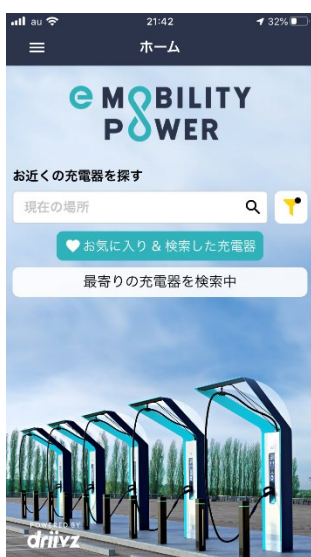 au 21:42 32%
ホーム
e MOBILITY
POWER
お近くの充電器を探す
現在の場所
お気に入り & 検索した充電器
最寄りの充電器を検索中
POWERED BY
driivz